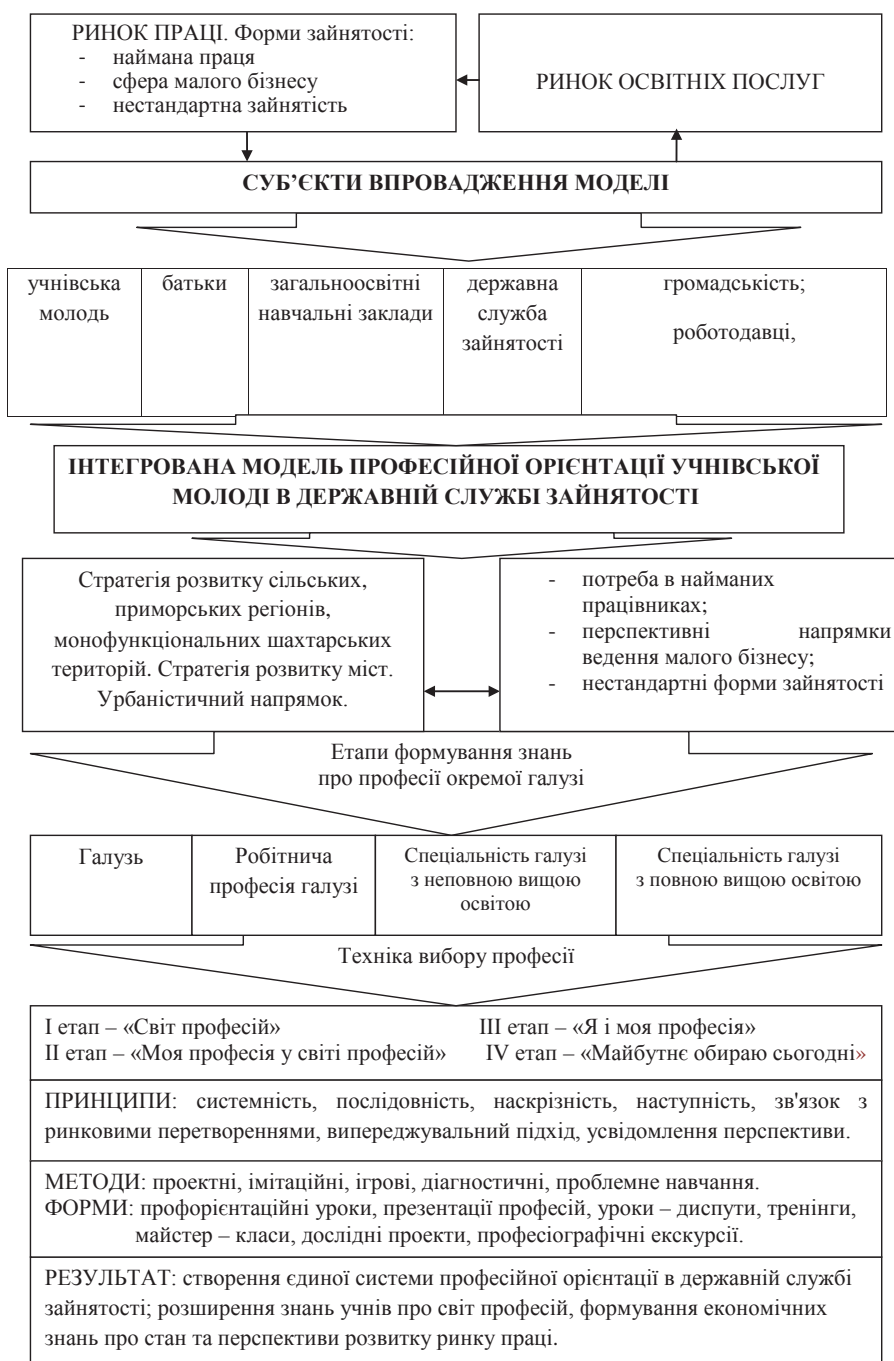 РИНОК ПРАЦІ. Форми зайнятості:
- наймана праця
- сфера малого бізнесу
- нестандартна зайнятість
РИНОК ОСВІТНІХ ПОСЛУГ
СУБ’ЄКТИ ВПРОВАДЖЕННЯ МОДЕЛІ
учнівська
молодь
батьки
загальноосвітні
навчальні заклади
державна
служба
зайнятості
громадськість;
роботодавці,
ІНТЕГРОВАНА МОДЕЛЬ ПРОФЕСІЙНОЇ ОРІЄНТАЦІЇ УЧНІВСЬКОЇ
МОЛОДІ В ДЕРЖАВНІЙ СЛУЖБІ ЗАЙНЯТОСТІ
Стратегія розвитку сільських,
приморських регіонів,
монофункціональних шахтарських
територій. Стратегія розвитку міст.
Урбаністичний напрямок.
- потреба в найманих
працівниках;
- перспективні напрямки
ведення малого бізнесу;
- нестандартні форми зайнятості
Етапи формування знань
про професії окремої галузі
Галузь
Робітнича
професія галузі
Спеціальність галузі
з неповною вищою
освітою
Спеціальність галузі
з повною вищою освітою
Техніка вибору професії
І етап – «Світ професій» ІІІ етап – «Я і моя професія»
ІІ етап – «Моя професія у світі професій» IV етап – «Майбутнє обираю сьогодні»
ПРИНЦИПИ: системність, послідовність, наскрізність, наступність, зв'язок з
ринковими перетвореннями, випереджувальний підхід, усвідомлення перспективи.
МЕТОДИ: проектні, імітаційні, ігрові, діагностичні, проблемне навчання.
ФОРМИ: профорієнтаційні уроки, презентації професій, уроки – диспути, тренінги,
майстер – класи, дослідні проекти, професіографічні екскурсії.
РЕЗУЛЬТАТ: створення єдиної системи професійної орієнтації в державній службі
зайнятості; розширення знань учнів про світ професій, формування економічних
знань про стан та перспективи розвитку ринку праці.